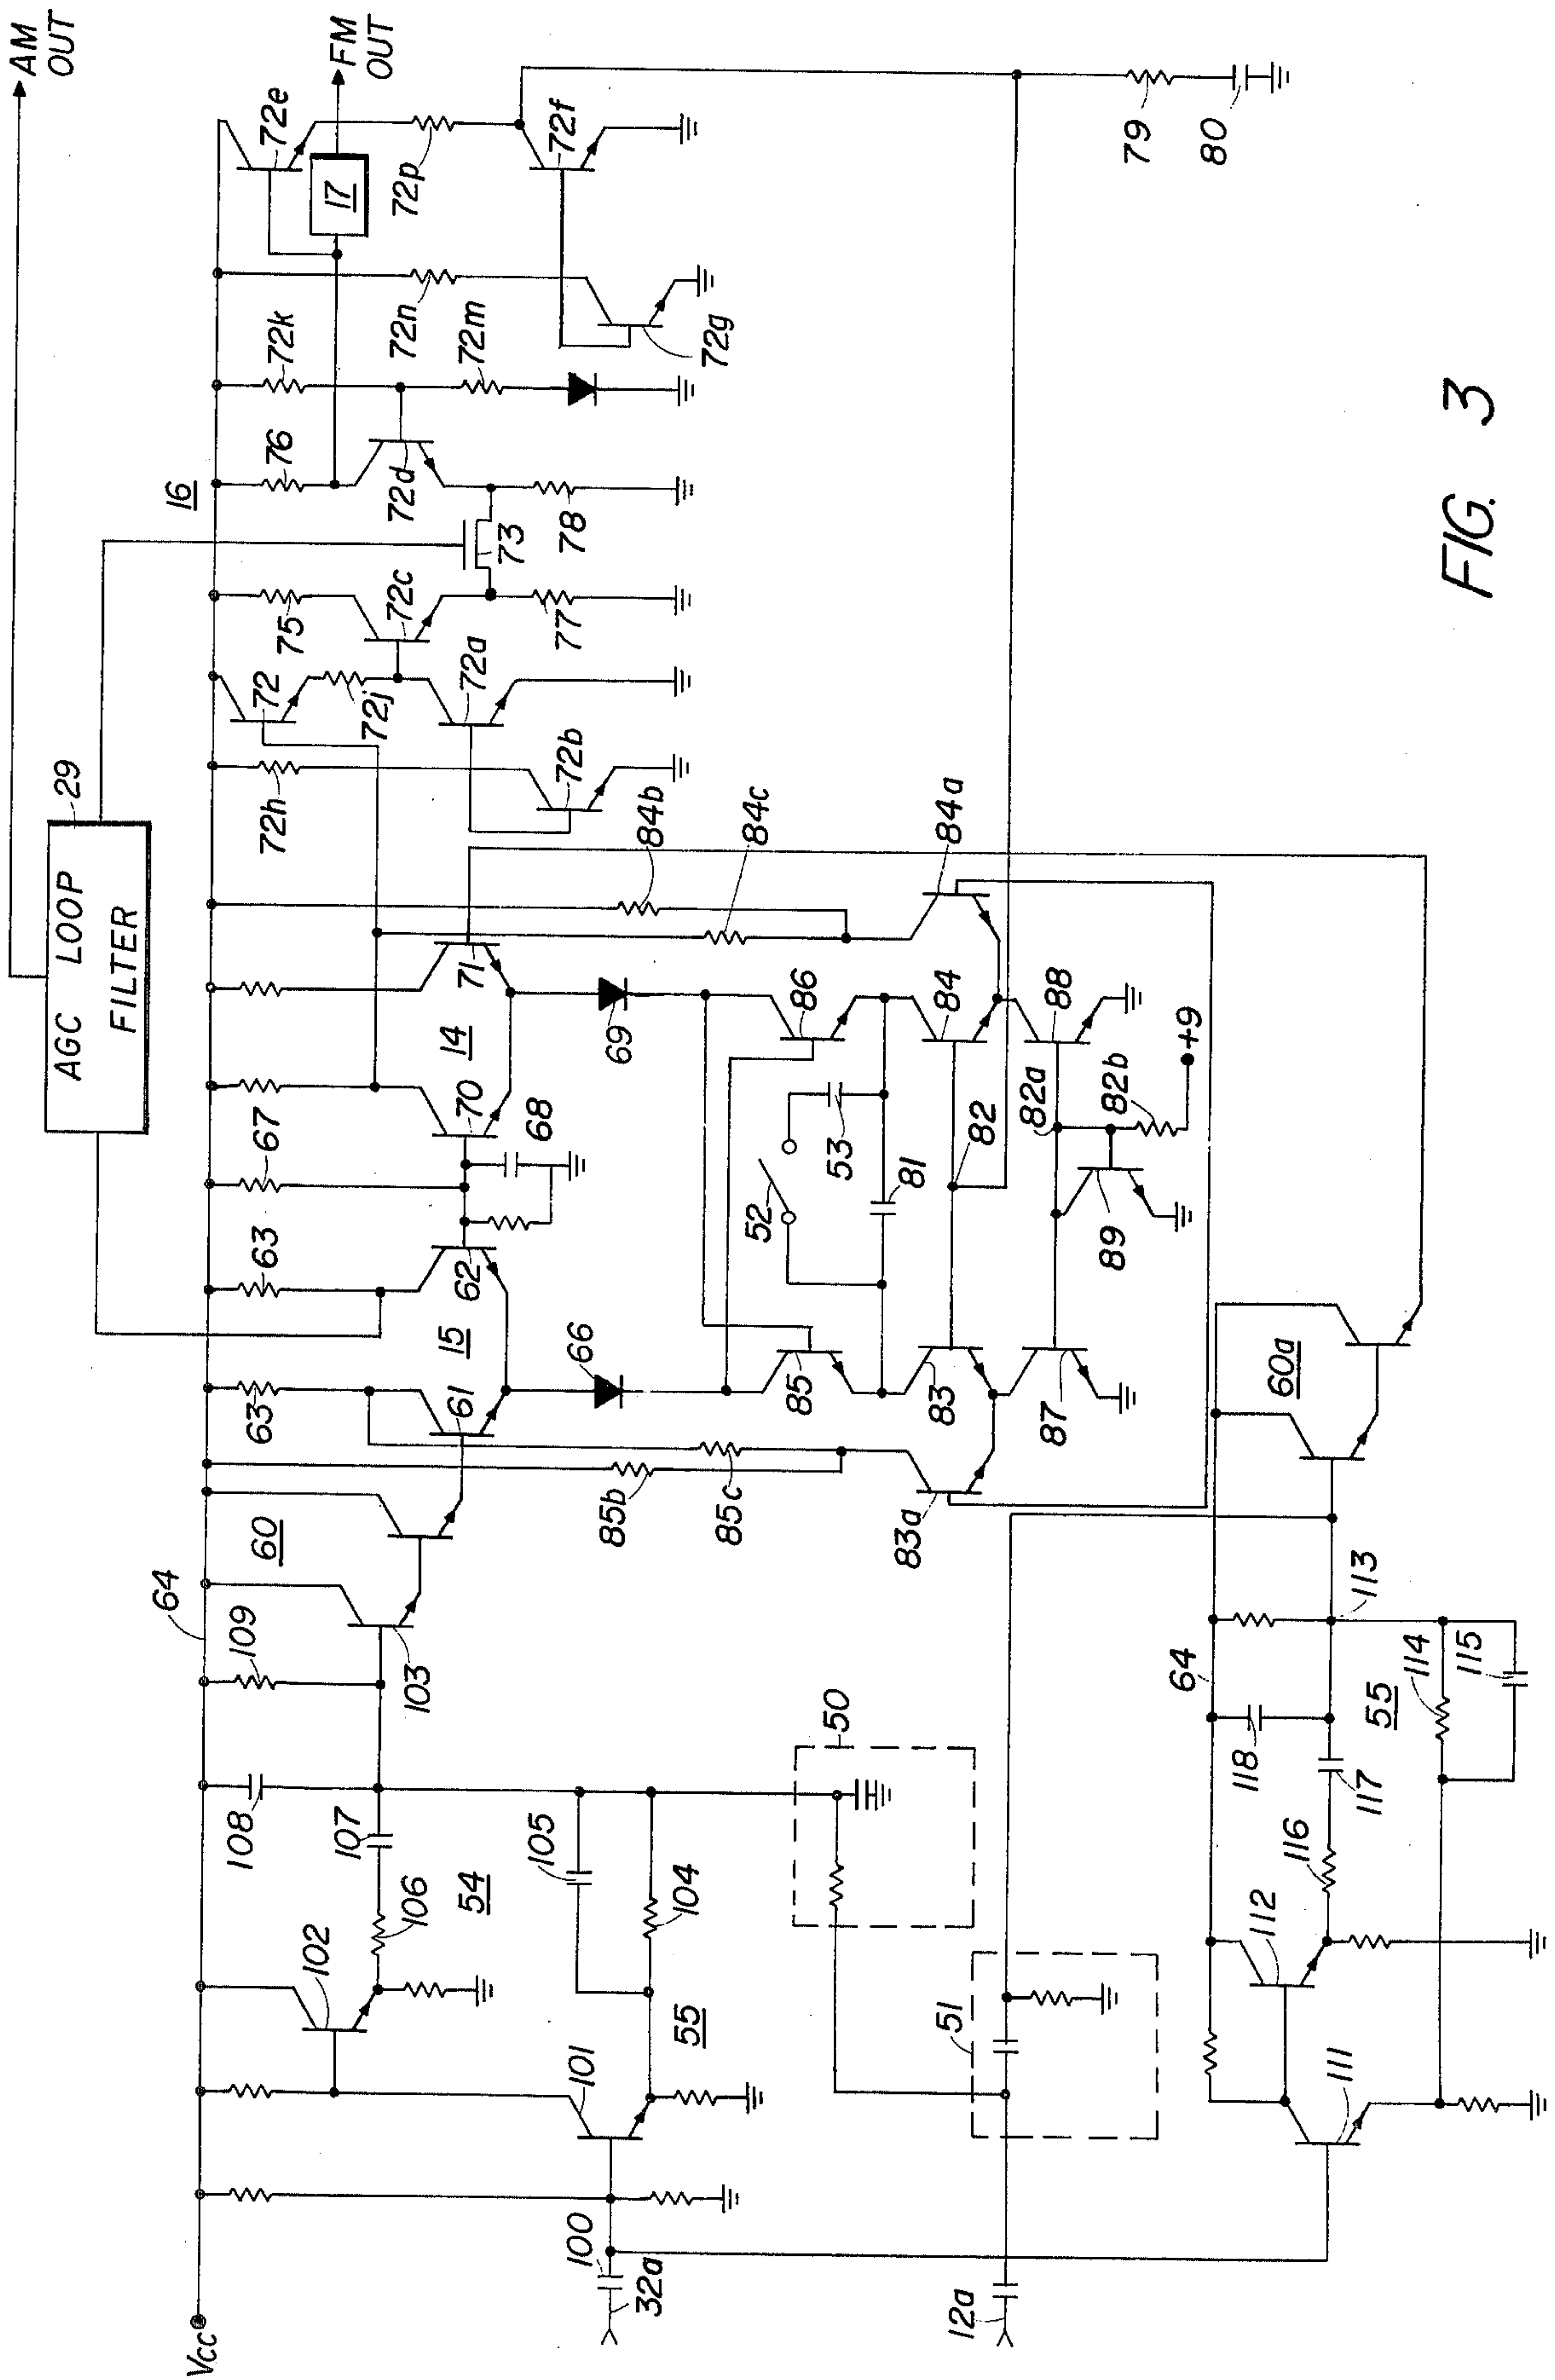 AM OUT
FM OUT
AGC LOOP FILTER
29
16
Vcc
64
109
60
63
63
67
72h
72
75
76
72k
72e
17
108
103
61
15
62
70
14
71
72j
72c
72d
72n
72p
107
68
72a
73
72m
72f
102
106
54
66
69
72b
77
78
72g
105
85b
85c
84b
84c
100
32a
101
55
104
50
85
52
53
86
81
84a
83a
83
82
84
12a
51
87
82a
88
89
82b
+9
79
80
64
60a
118
113
112
116
117
55
114
115
111
FIG. 3